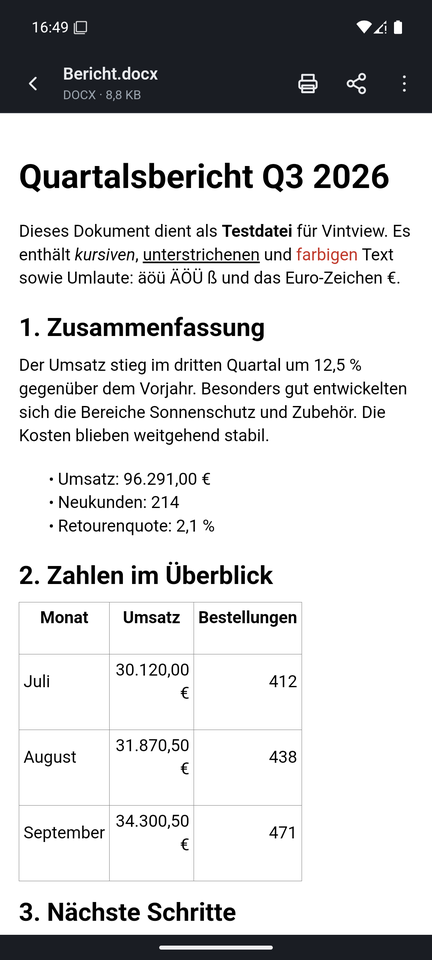 16:49
Bericht.docx
DOCX · 8,8 KB
Quartalsbericht Q3 2026
Dieses Dokument dient als Testdatei für Vintview. Es
enthält kursiven, unterstrichenen und farbigen Text
sowie Umlaute: äöü ÄÖÜ ß und das Euro-Zeichen €.
1. Zusammenfassung
Der Umsatz stieg im dritten Quartal um 12,5 %
gegenüber dem Vorjahr. Besonders gut entwickelten
sich die Bereiche Sonnenschutz und Zubehör. Die
Kosten blieben weitgehend stabil.
• Umsatz: 96.291,00 €
• Neukunden: 214
• Retourenquote: 2,1 %
2. Zahlen im Überblick
Monat Umsatz Bestellungen
Juli 30.120,00 € 412
August 31.870,50 € 438
September 34.300,50 € 471
3. Nächste Schritte